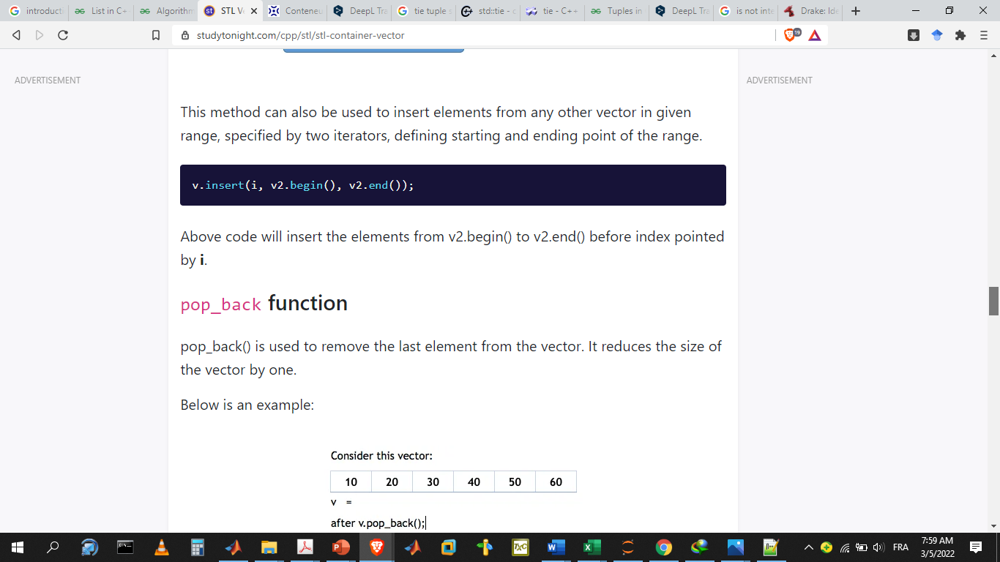 introducti
List in C+
Algorithm
STL Ve
Conteneu
DeepL Tra
tie tuple s
std::tie - c
tie - C++
Tuples in
DeepL Tra
is not inte
Drake: Ide
studytonight.com/cpp/stl/stl-container-vector
19
ADVERTISEMENT
ADVERTISEMENT
This method can also be used to insert elements from any other vector in given
range, specified by two iterators, defining starting and ending point of the range.
v.insert(i, v2.begin(), v2.end());
Above code will insert the elements from v2.begin() to v2.end() before index pointed
by i.
pop_back function
pop_back() is used to remove the last element from the vector. It reduces the size of
the vector by one.
Below is an example:
Consider this vector:
10 20 30 40 50 60
v =
after v.pop_back();
FRA
7:59 AM
3/5/2022